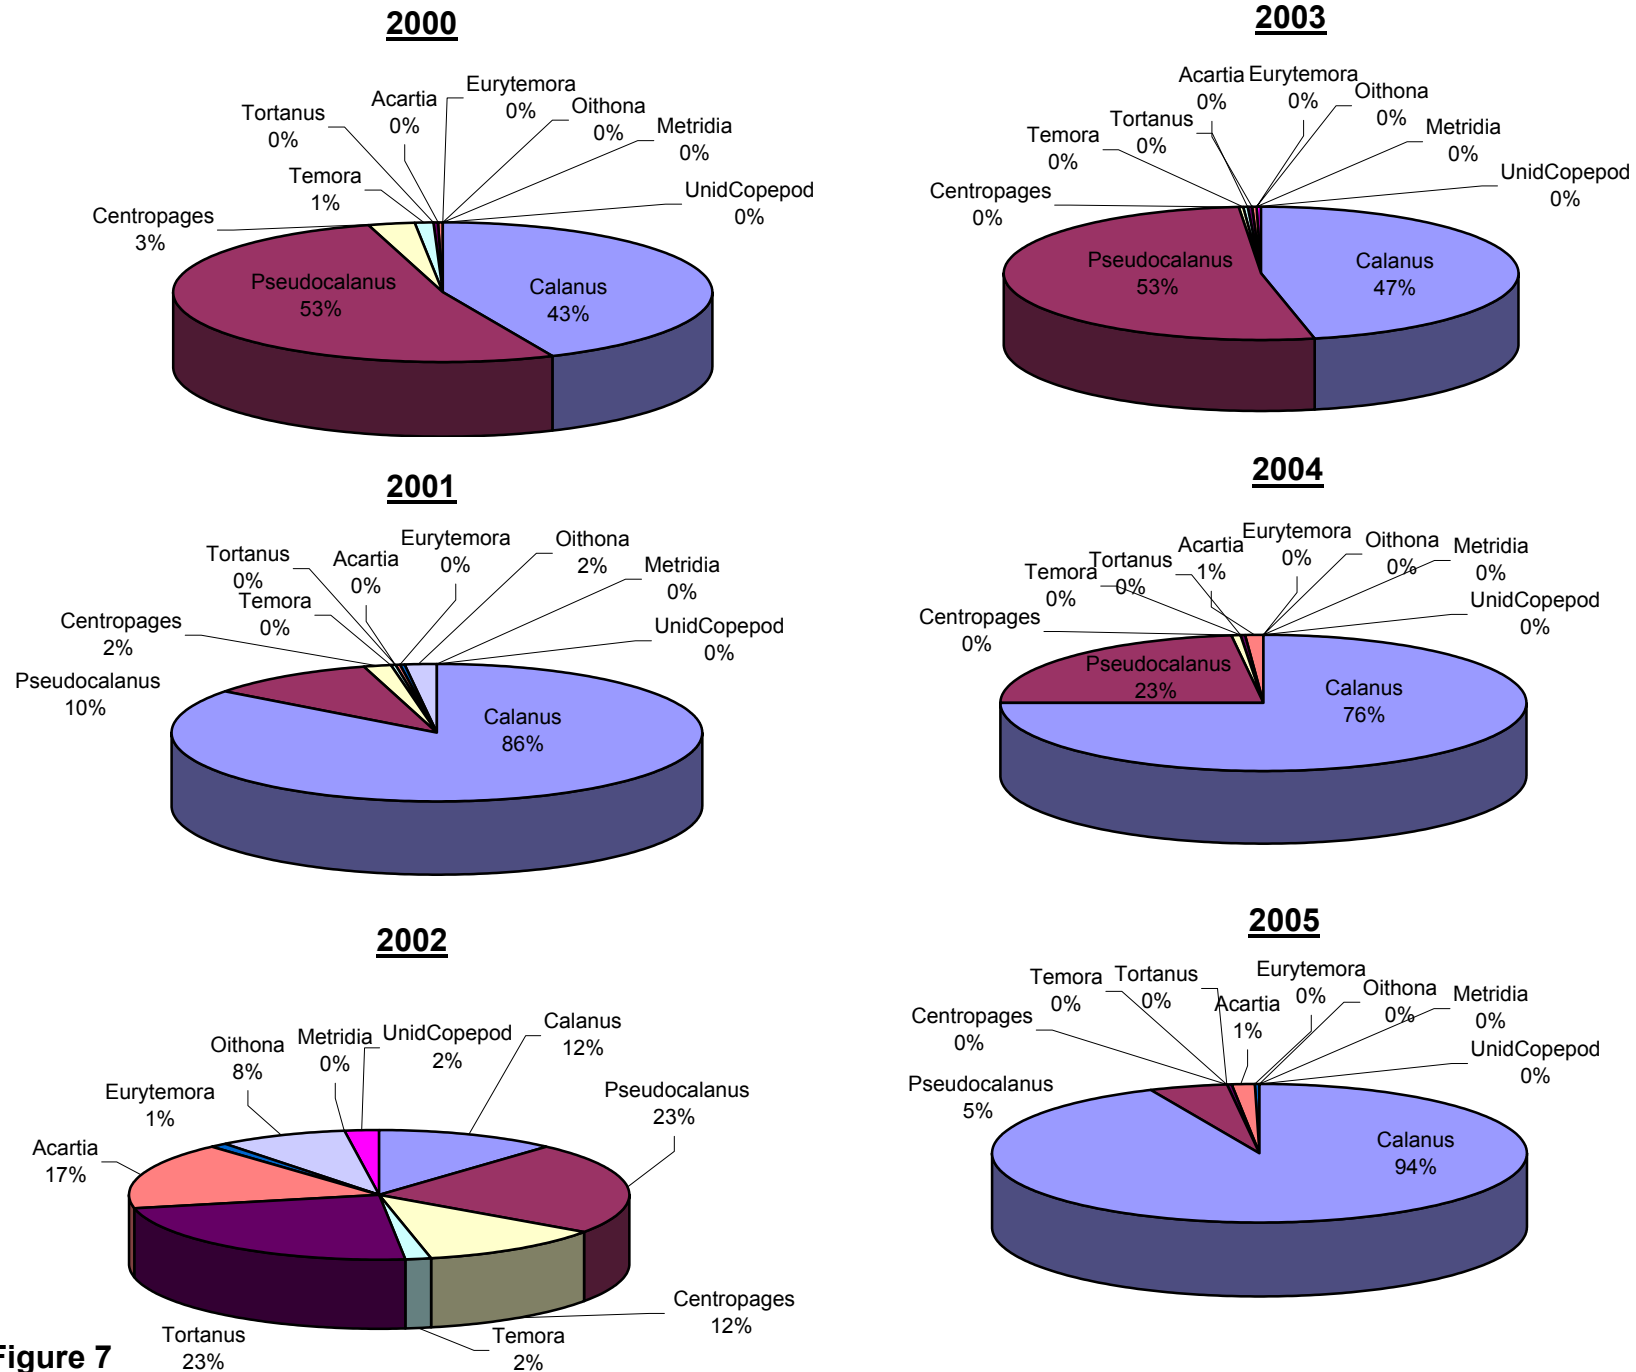 2000
Eurytemora
0%
Acartia
0%
Oithona
0%
Tortanus
0%
Metridia
0%
Temora
1%
UnidCopepod
0%
Centropages
3%
Pseudocalanus
53%
Calanus
43%
2003
Acartia
0%
Eurytemora
0%
Oithona
0%
Tortanus
0%
Metridia
0%
Temora
0%
UnidCopepod
0%
Centropages
0%
Pseudocalanus
53%
Calanus
47%
2001
Eurytemora
0%
Oithona
2%
Tortanus
0%
Acartia
0%
Metridia
0%
Temora
0%
Centropages
2%
UnidCopepod
0%
Pseudocalanus
10%
Calanus
86%
2004
Eurytemora
0%
Oithona
0%
Acartia
1%
Metridia
0%
Tortanus
0%
Temora
0%
UnidCopepod
0%
Centropages
0%
Pseudocalanus
23%
Calanus
76%
2002
Calanus
12%
UnidCopepod
2%
Metridia
0%
Oithona
8%
Eurytemora
1%
Pseudocalanus
23%
Acartia
17%
Centropages
12%
Temora
2%
Tortanus
23%
2005
Eurytemora
0%
Temora
0%
Tortanus
0%
Oithona
0%
Metridia
0%
Acartia
1%
Centropages
0%
UnidCopepod
0%
Pseudocalanus
5%
Calanus
94%
Figure 7